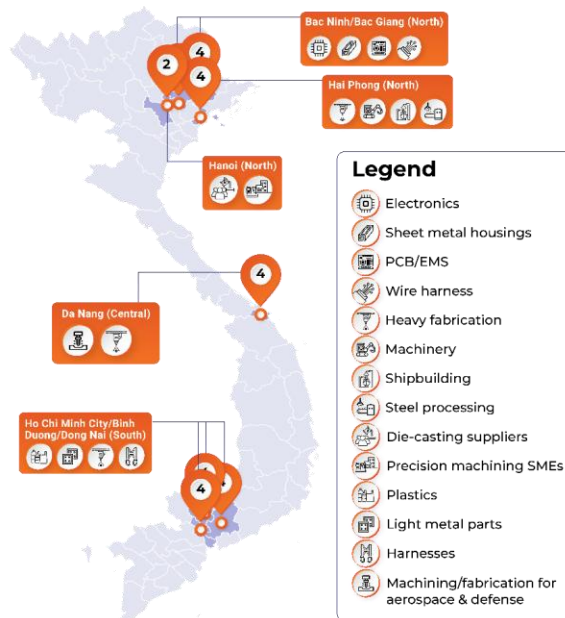 Bac Ninh/Bac Giang (North)
2
4
4
Hai Phong (North)
Hanoi (North)
4
Da Nang (Central)
Ho Chi Minh City/Binh
Duong/Dong Nai (South)
4
Legend
Electronics
Sheet metal housings
PCB/EMS
Wire harness
Heavy fabrication
Machinery
Shipbuilding
Steel processing
Die-casting suppliers
Precision machining SMEs
Plastics
Light metal parts
Harnesses
Machining/fabrication for
aerospace & defense